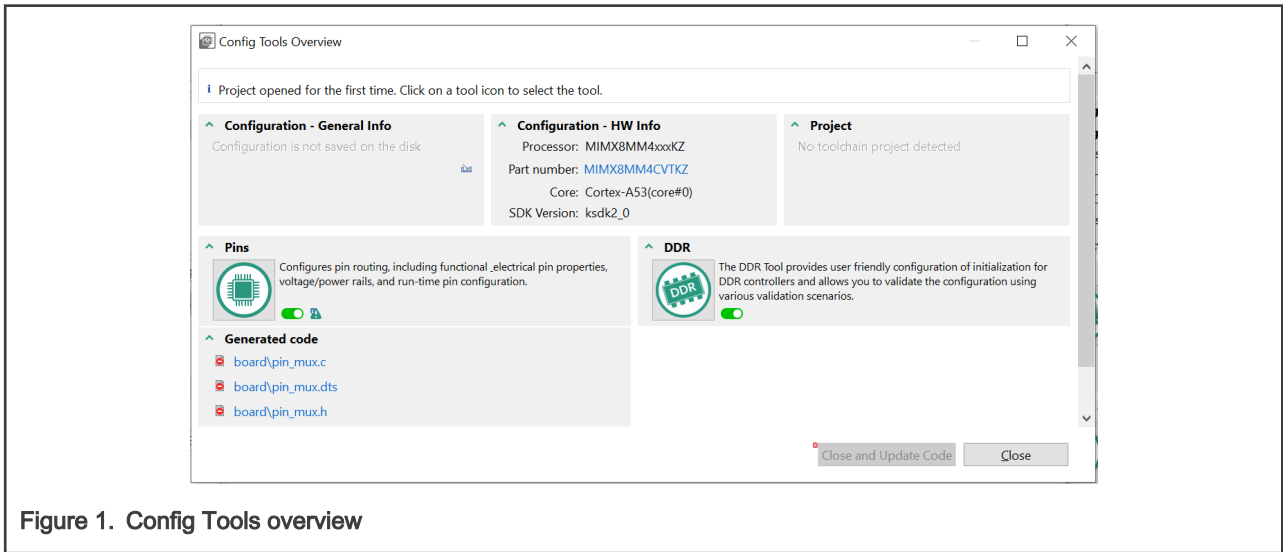 Config Tools Overview
Project opened for the first time. Click on a tool icon to select the tool.
Configuration - General Info
Configuration is not saved on the disk
Configuration - HW Info
Processor: MIMX8MM4xxxKZ
Part number: MIMX8MM4CVTKZ
Core: Cortex-A53(core#0)
SDK Version: ksdk2_0
Project
No toolchain project detected
Pins
Configures pin routing, including functional _electrical pin properties,
voltage/power rails, and run-time pin configuration.
DDR
DDR
The DDR Tool provides user friendly configuration of initialization for
DDR controllers and allows you to validate the configuration using
various validation scenarios.
Generated code
board\pin_mux.c
board\pin_mux.dts
board\pin_mux.h
Close and Update Code
Close
Figure 1. Config Tools overview